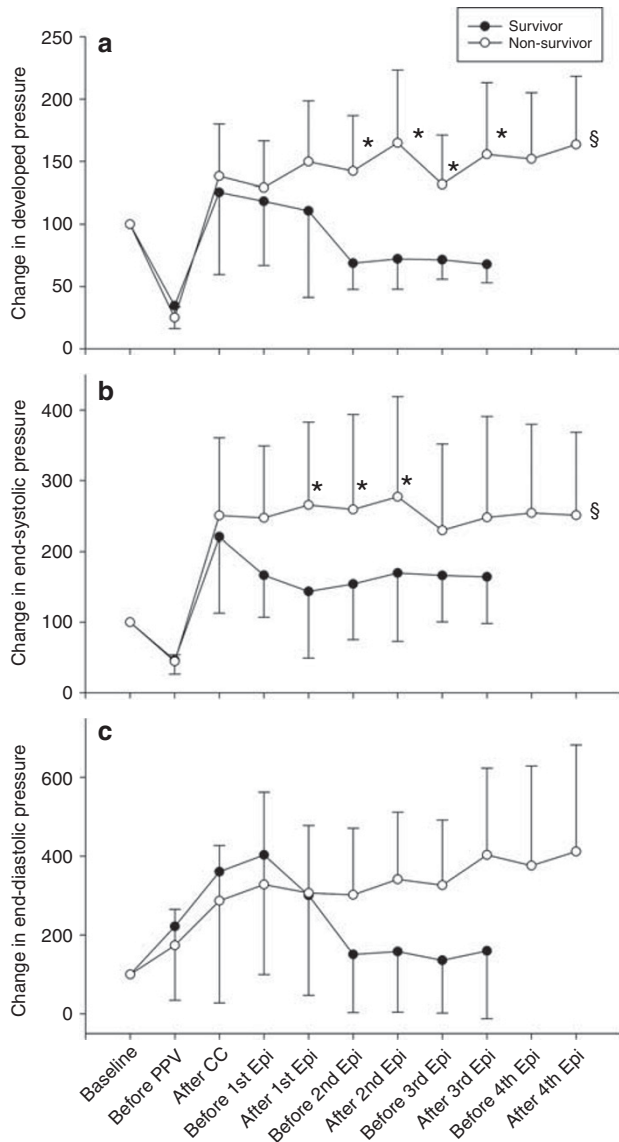 Survivor
Non-survivor
a
Change in developed pressure
250
200
150
100
50
0
*
*
*
*
§
b
Change in end-systolic pressure
400
300
200
100
0
*
*
*
§
c
Change in end-diastolic pressure
600
400
200
0
Baseline
Before PPV
After CC
Before 1st Epi
After 1st Epi
Before 2nd Epi
After 2nd Epi
Before 3rd Epi
After 3rd Epi
Before 4th Epi
After 4th Epi